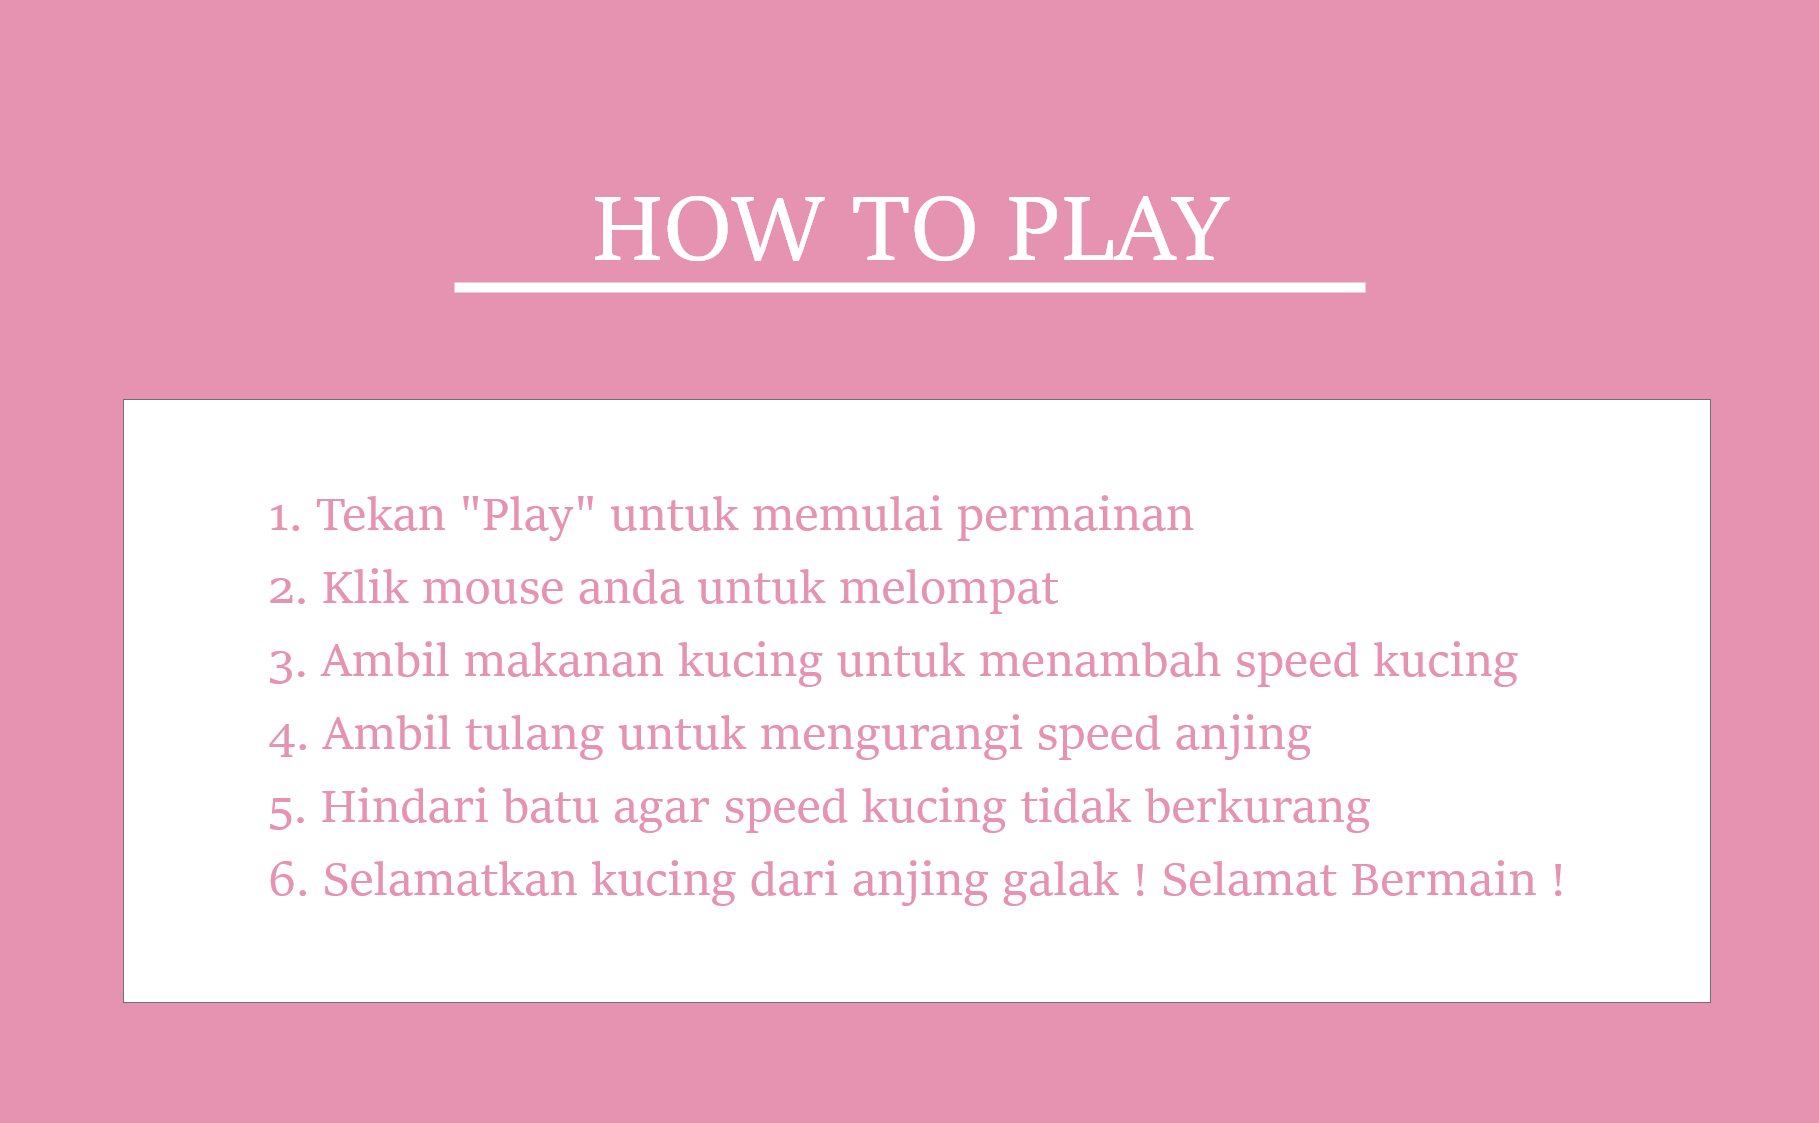 HOW TO PLAY
1. Tekan "Play" untuk memulai permainan
2. Klik mouse anda untuk melompat
3. Ambil makanan kucing untuk menambah speed kucing
4. Ambil tulang untuk mengurangi speed anjing
5. Hindari batu agar speed kucing tidak berkurang
6. Selamatkan kucing dari anjing galak ! Selamat Bermain !